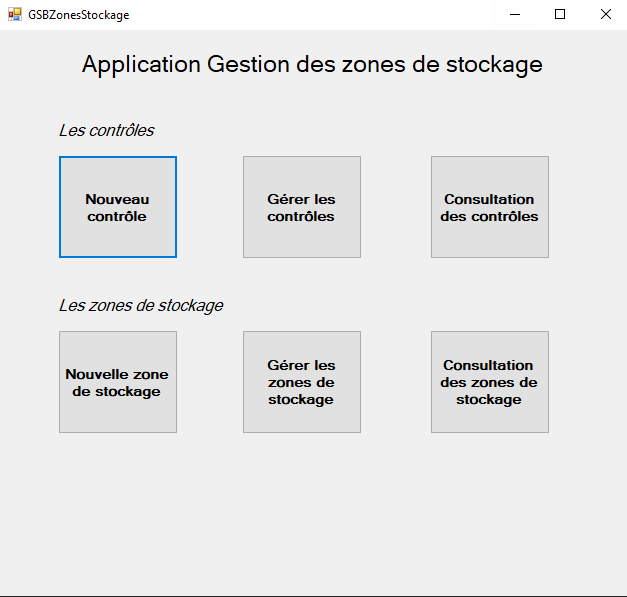 GSBZonesStockage
Application Gestion des zones de stockage
Les contrôles
Nouveau
contrôle
Gérer les
contrôles
Consultation
des contrôles
Les zones de stockage
Nouvelle zone
de stockage
Gérer les
zones de
stockage
Consultation
des zones de
stockage